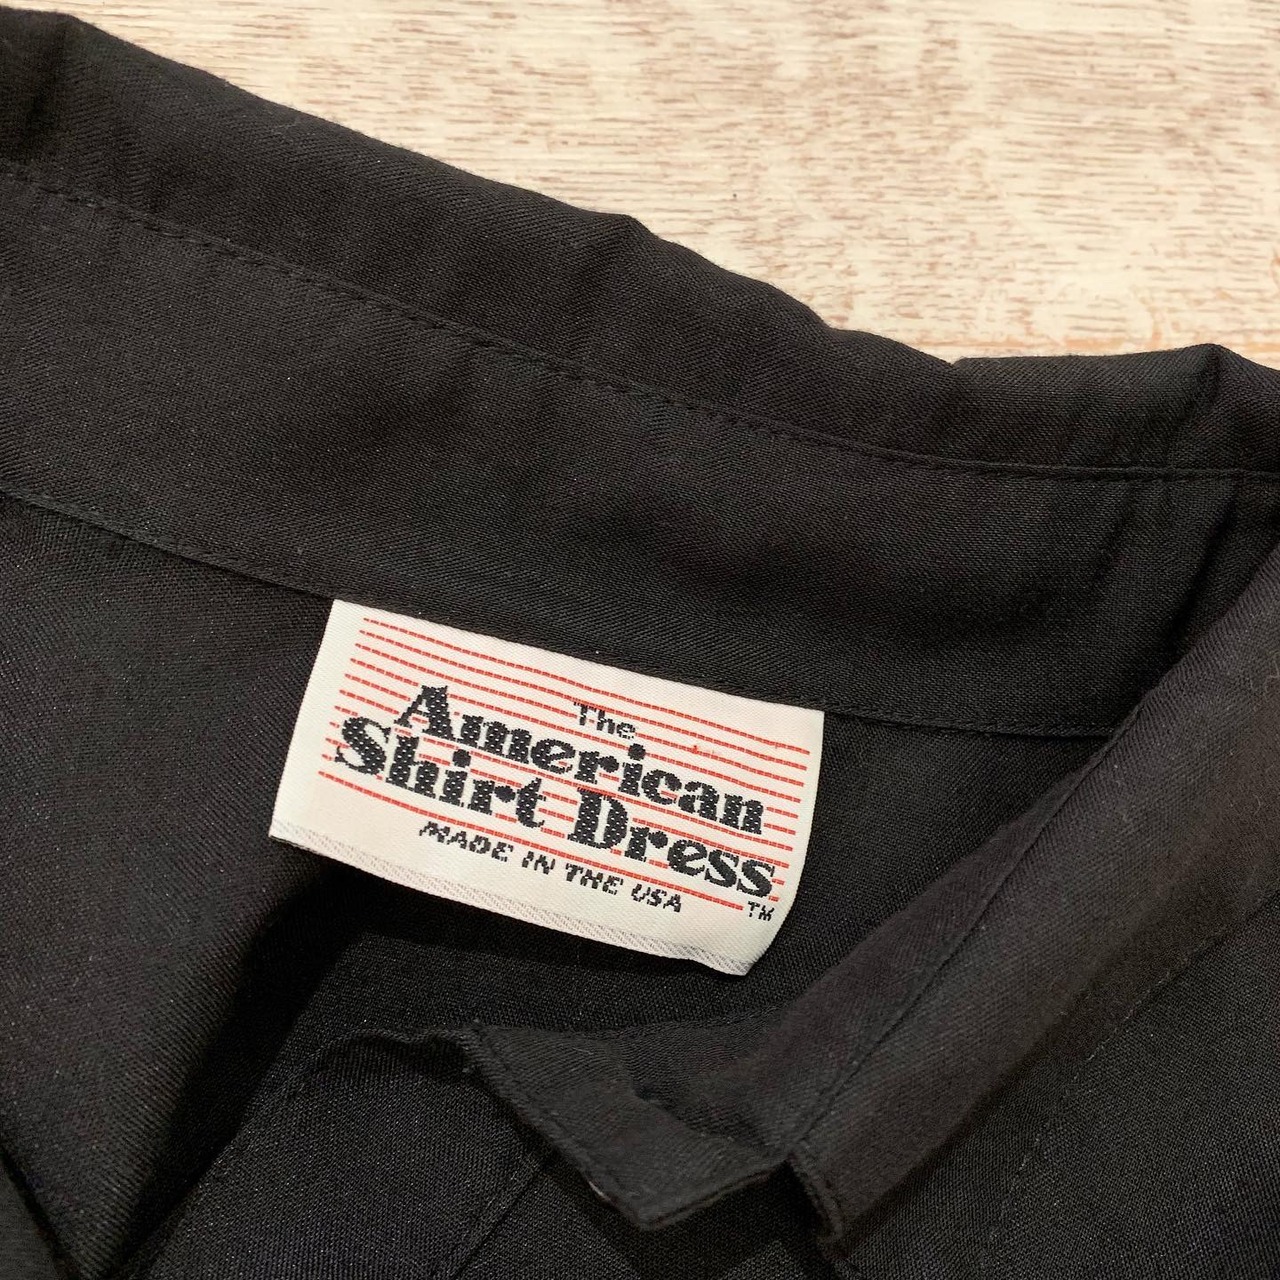 The
American
Shirt Dress
MADE IN THE USA
TM